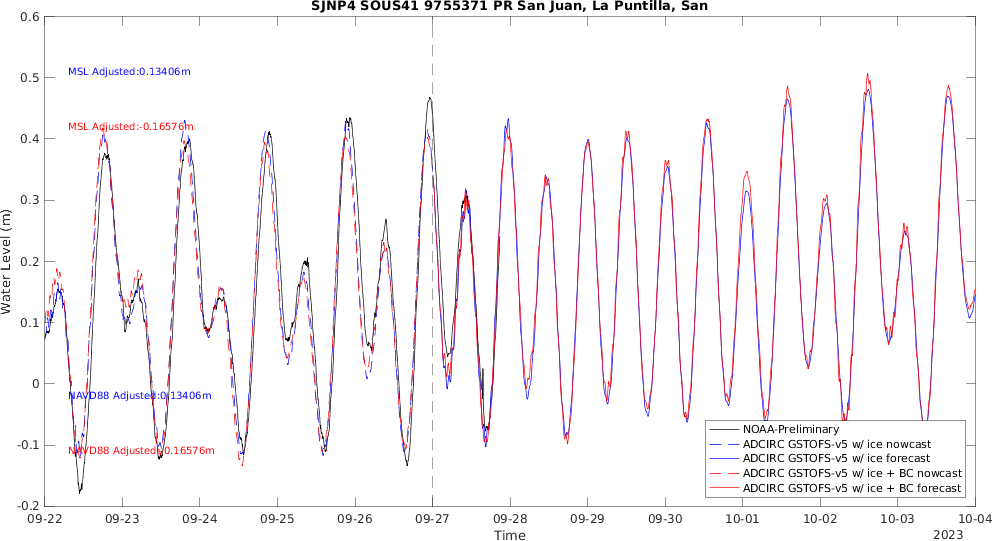 SJNP4 SOUS41 9755371 PR San Juan, La Puntilla, San
0.6
0.5
0.4
0.3
0.2
0.1
0
-0.1
-0.2
Water Level (m)
MSL Adjusted:0.13406m
MSL Adjusted:-0.16576m
NAVD88 Adjusted:0.13406m
NAVD88 Adjusted:-0.16576m
NOAA-Preliminary
ADCIRC GSTOFS-v5 w/ ice nowcast
ADCIRC GSTOFS-v5 w/ ice forecast
ADCIRC GSTOFS-v5 w/ ice + BC nowcast
ADCIRC GSTOFS-v5 w/ ice + BC forecast
09-22 09-23 09-24 09-25 09-26 09-27 09-28 09-29 09-30 10-01 10-02 10-03 10-04
Time
2023